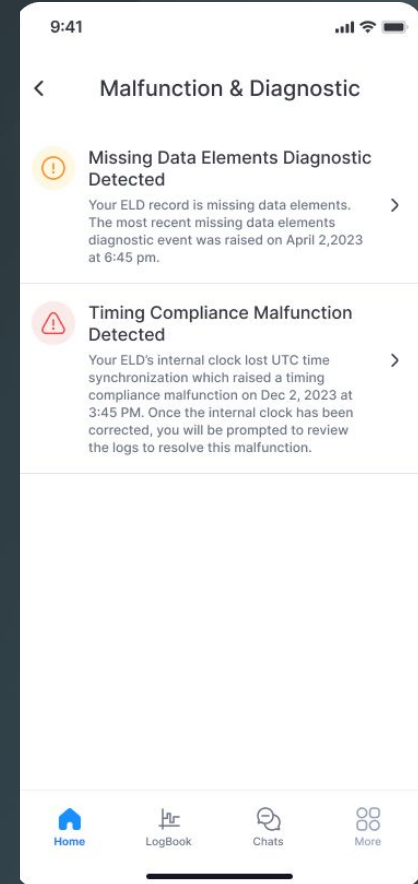 9:41
Malfunction & Diagnostic
Missing Data Elements Diagnostic
Detected
Your ELD record is missing data elements.
The most recent missing data elements
diagnostic event was raised on April 2,2023
at 6:45 pm.
Timing Compliance Malfunction
Detected
Your ELD's internal clock lost UTC time
synchronization which raised a timing
compliance malfunction on Dec 2, 2023 at
3:45 PM. Once the internal clock has been
corrected, you will be prompted to review
the logs to resolve this malfunction.
Home
LogBook
Chats
More